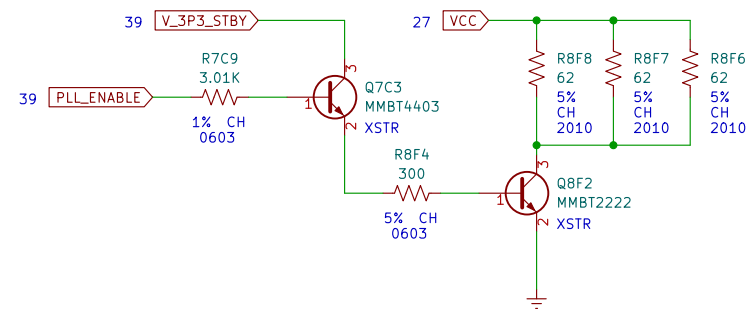 39 V_3P3_STBY
27 VCC
R7C9
3.01K
39 PLL_ENABLE
1% CH
0603
3
1
2
Q7C3
MMBT4403
XSTR
R8F4
300
5% CH
0603
R8F8
62
5%
CH
2010
R8F7
62
5%
CH
2010
R8F6
62
5%
CH
2010
3
1
2
Q8F2
MMBT2222
XSTR